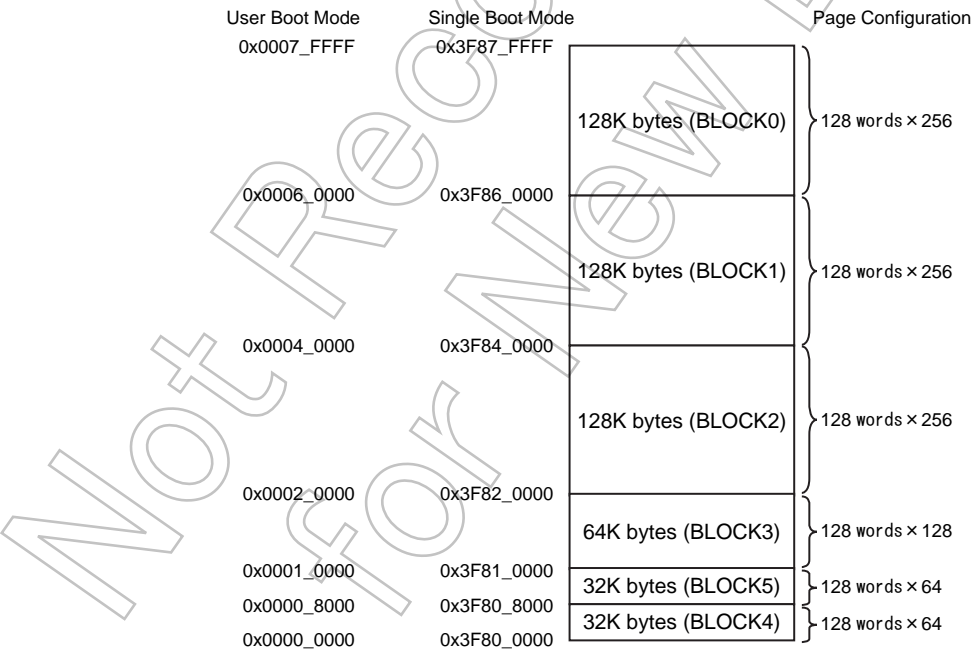 User Boot Mode Single Boot Mode Page Configuration
0x0007_FFFF 0x3F87_FFFF
128K bytes (BLOCK0) 128 words×256
0x0006_0000 0x3F86_0000
128K bytes (BLOCK1) 128 words×256
0x0004_0000 0x3F84_0000
128K bytes (BLOCK2) 128 words×256
0x0002_0000 0x3F82_0000
64K bytes (BLOCK3) 128 words×128
0x0001_0000 0x3F81_0000
32K bytes (BLOCK5) 128 words×64
0x0000_8000 0x3F80_8000
32K bytes (BLOCK4) 128 words×64
0x0000_0000 0x3F80_0000
Not
for New